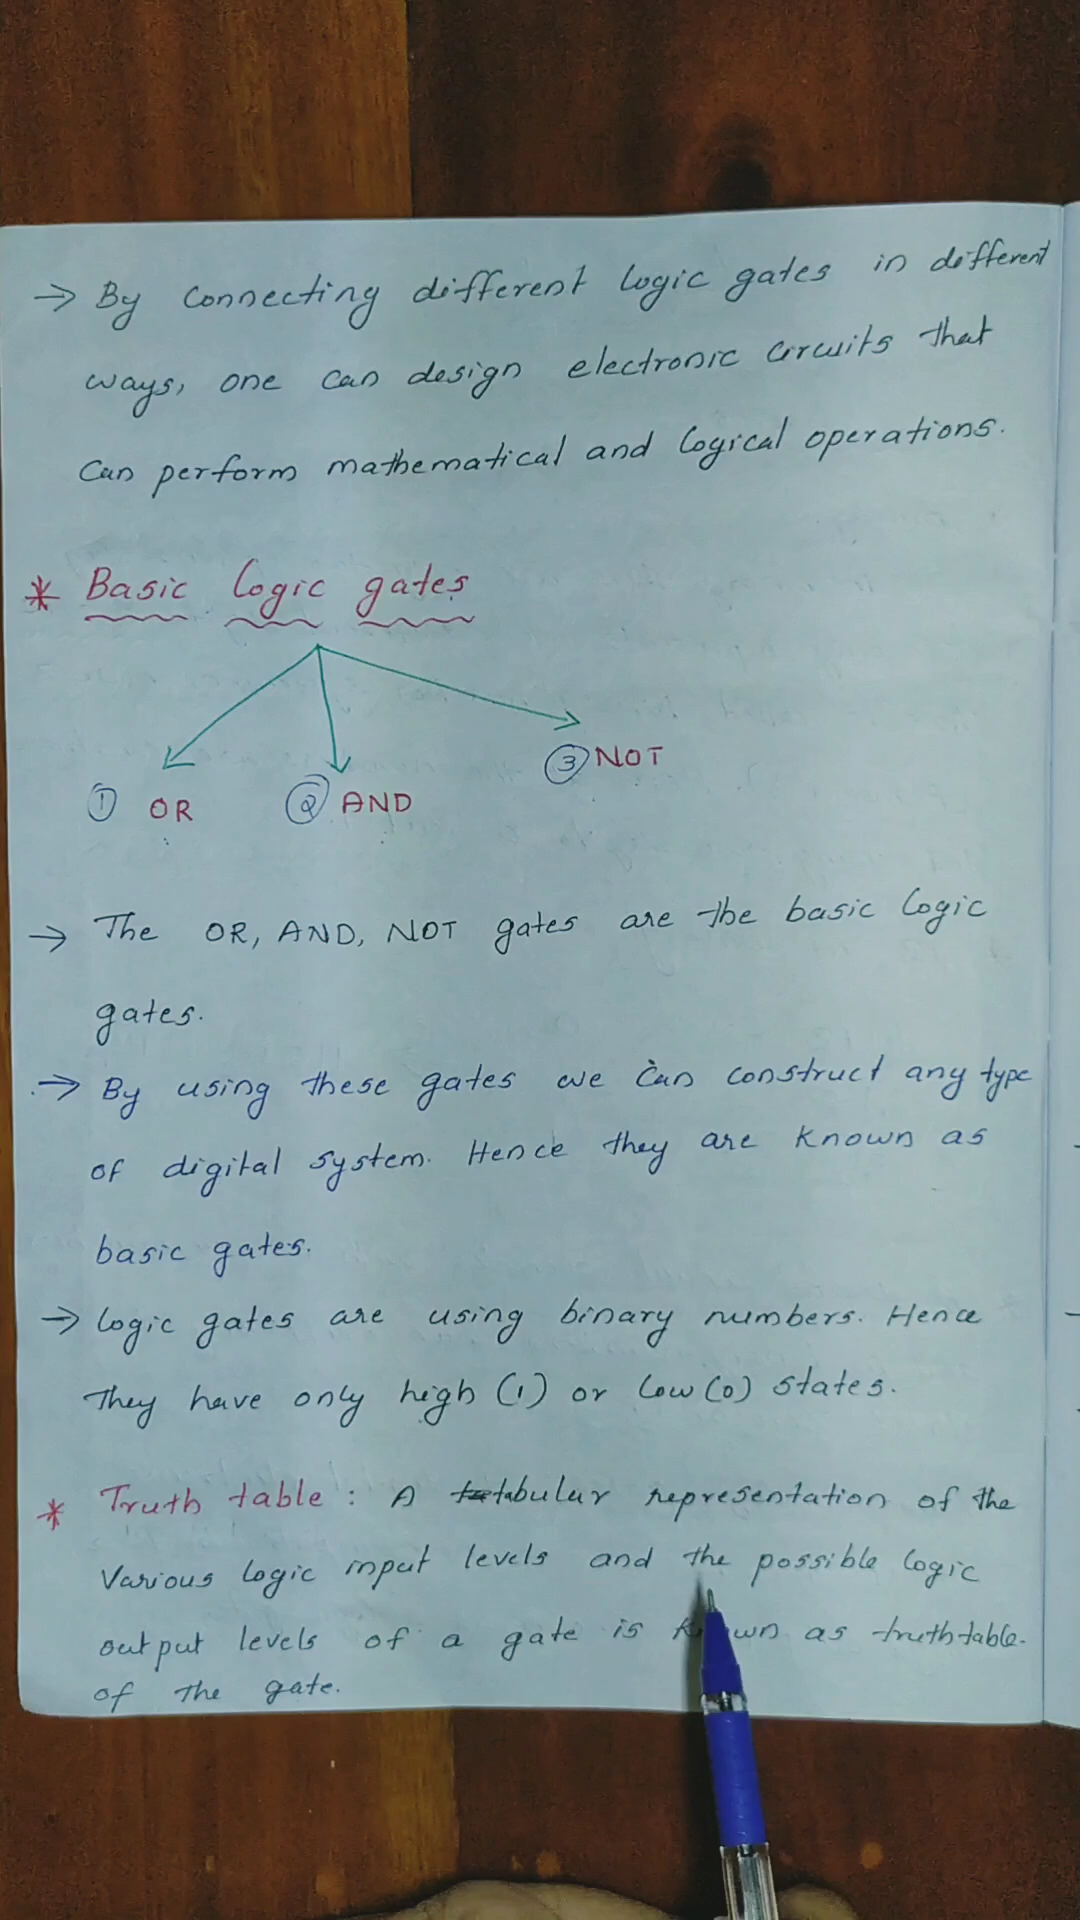 → By connecting different logic gates in different
ways, one can design electronic circuits that
can perform mathematical and logical operations.
* Basic logic gates
① OR ② AND ③ NOT
→ The OR, AND, NOT gates are the basic logic
gates.
→ By using these gates we can construct any type
of digital system. Hence they are known as
basic gates.
→ logic gates are using binary numbers. Hence
they have only high (1) or low (0) states.
* Truth table : A tabular representation of the
various logic input levels and the possible logic
output levels of a gate is known as truthtable.
of the gate.